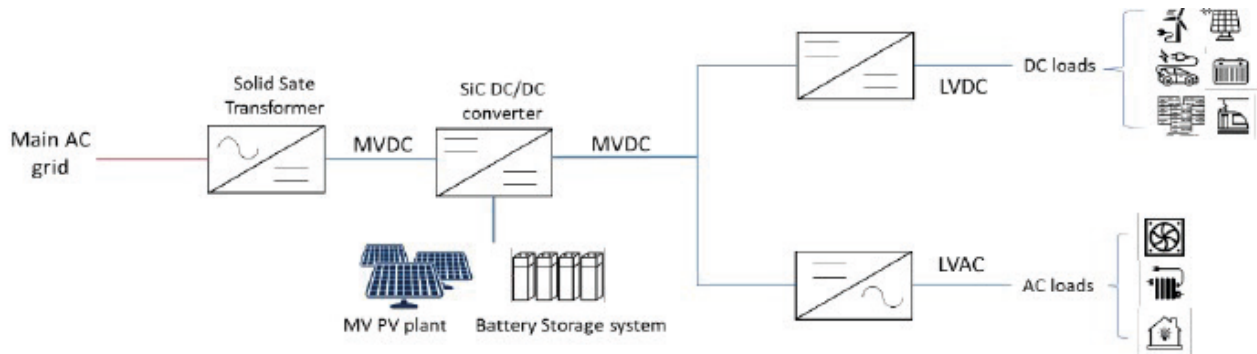 Main AC
grid
Solid Sate
Transformer
MVDC
SiC DC/DC
converter
MVDC
MV PV plant
Battery Storage system
LVDC
DC loads
LVAC
AC loads